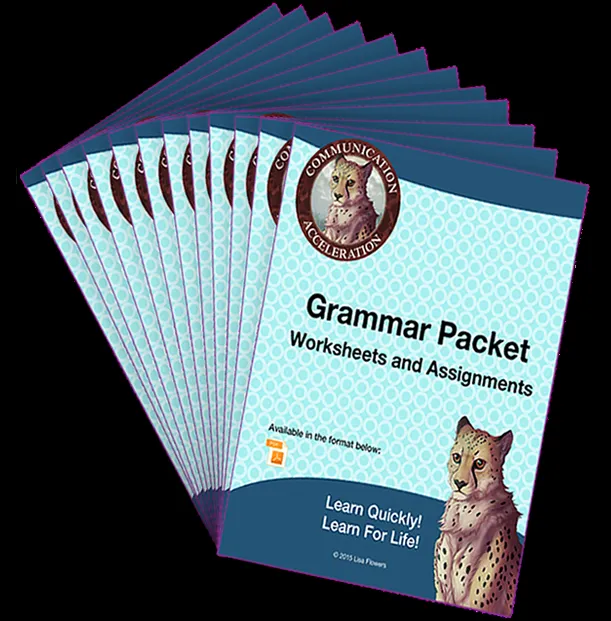 COMMUNICATION
ACCELERATION
Grammar Packet
Worksheets and Assignments
Available in the format below:
Learn Quickly!
Learn For Life!
© 2015 Lisa Flowers